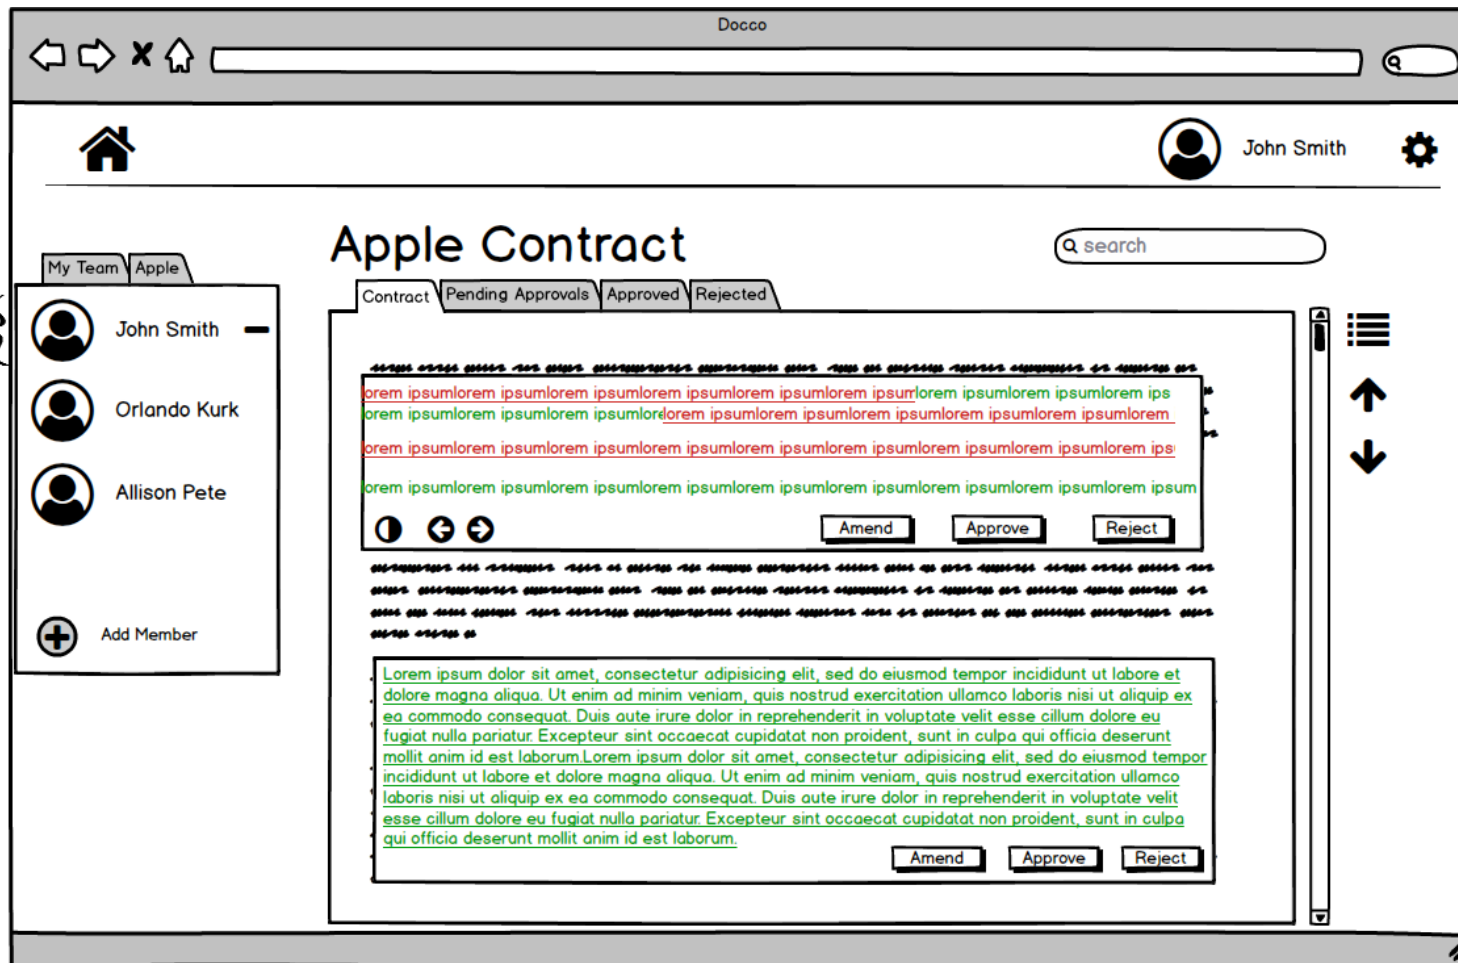 Docco
John Smith
Apple Contract
search
My Team Apple
John Smith
Orlando Kurk
Allison Pete
Add Member
Contract Pending Approvals Approved Rejected
lorem ipsumlorem ipsumlorem ipsumlorem ipsumlorem ipsumlorem ipsumlorem ipsumlorem ipsumlorem ips
lorem ipsumlorem ipsumlorem ipsumlorelorem ipsumlorem ipsumlorem ipsumlorem ipsumlorem ipsumlorem
lorem ipsumlorem ipsumlorem ipsumlorem ipsumlorem ipsumlorem ipsumlorem ipsumlorem ipsumlorem ips
lorem ipsumlorem ipsumlorem ipsumlorem ipsumlorem ipsumlorem ipsumlorem ipsumlorem ipsumlorem ipsum
Amend Approve Reject
Lorem ipsum dolor sit amet, consectetur adipisicing elit, sed do eiusmod tempor incididunt ut labore et
dolore magna aliqua. Ut enim ad minim veniam, quis nostrud exercitation ullamco laboris nisi ut aliquip ex
ea commodo consequat. Duis aute irure dolor in reprehenderit in voluptate velit esse cillum dolore eu
fugiat nulla pariatur. Excepteur sint occaecat cupidatat non proident, sunt in culpa qui officia deserunt
mollit anim id est laborum.Lorem ipsum dolor sit amet, consectetur adipisicing elit, sed do eiusmod tempor
incididunt ut labore et dolore magna aliqua. Ut enim ad minim veniam, quis nostrud exercitation ullamco
laboris nisi ut aliquip ex ea commodo consequat. Duis aute irure dolor in reprehenderit in voluptate velit
esse cillum dolore eu fugiat nulla pariatur. Excepteur sint occaecat cupidatat non proident, sunt in culpa
qui officia deserunt mollit anim id est laborum.
Amend Approve Reject